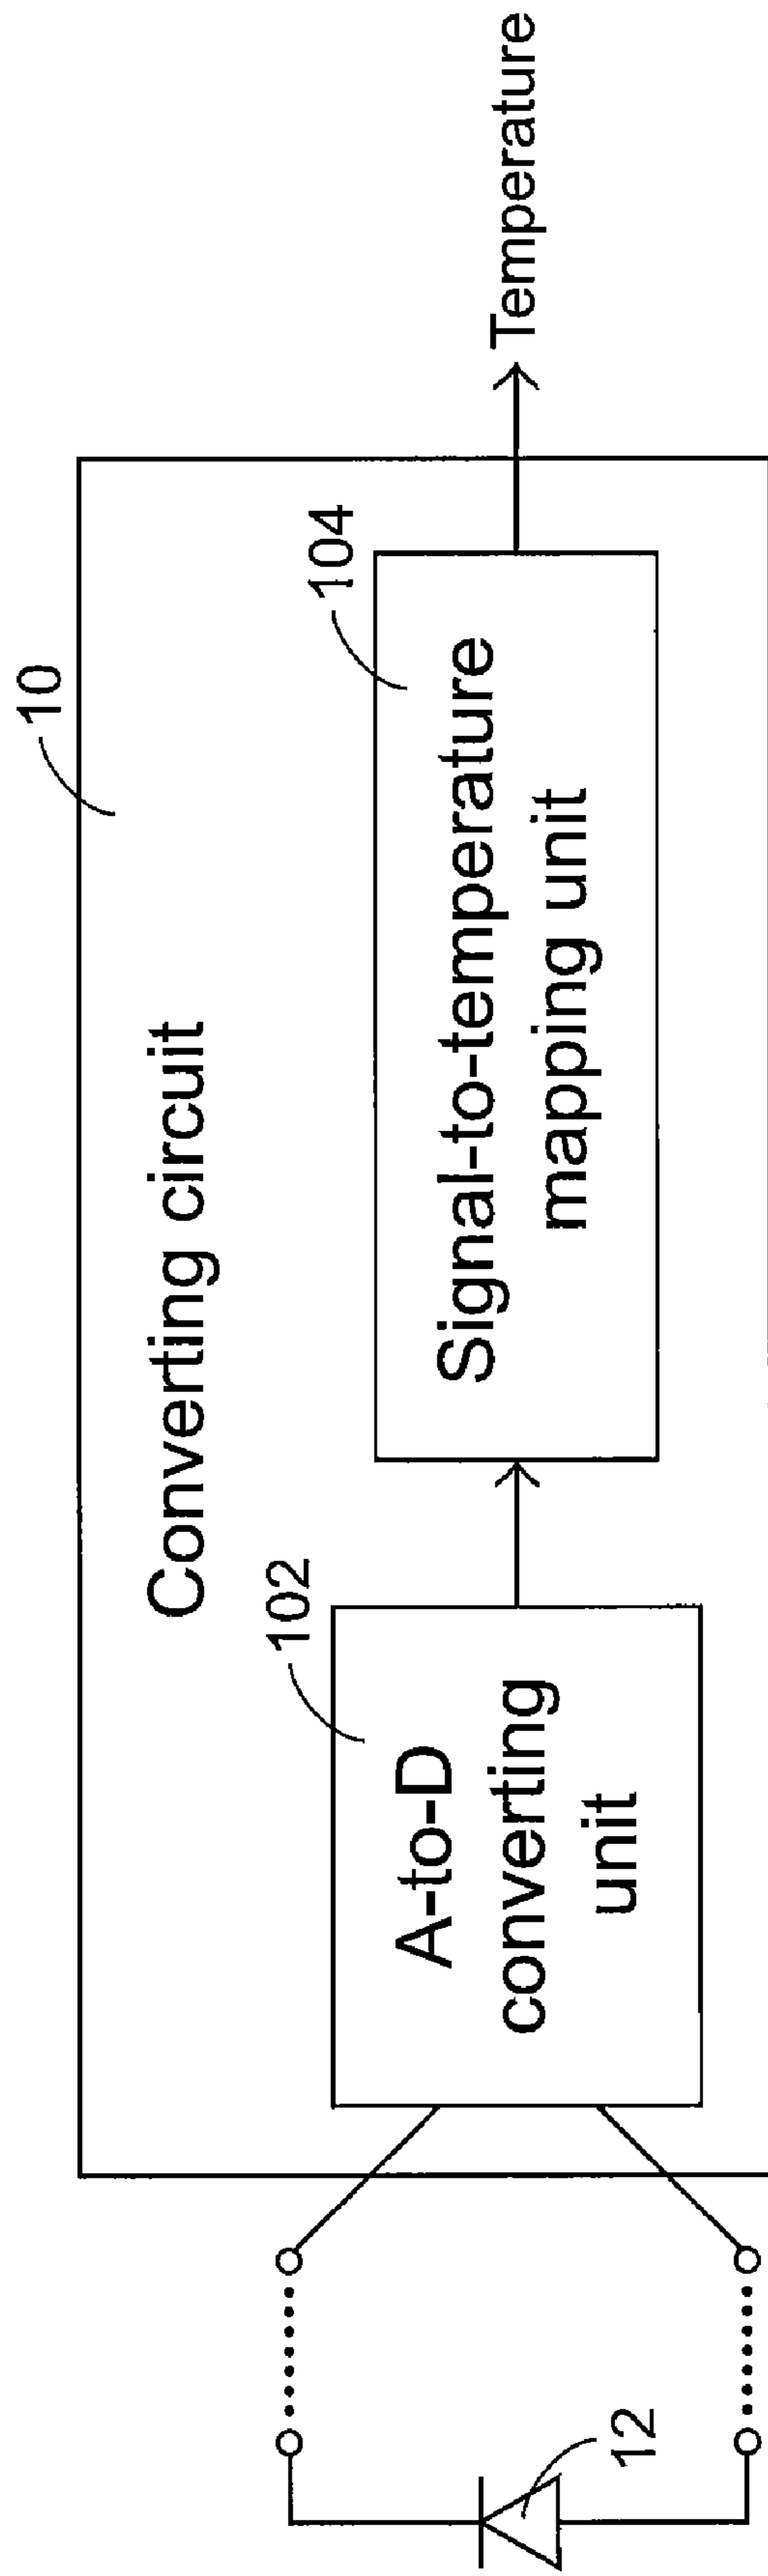 10
Converting circuit
102
A-to-D
converting
unit
104
Signal-to-temperature
mapping unit
Temperature
12